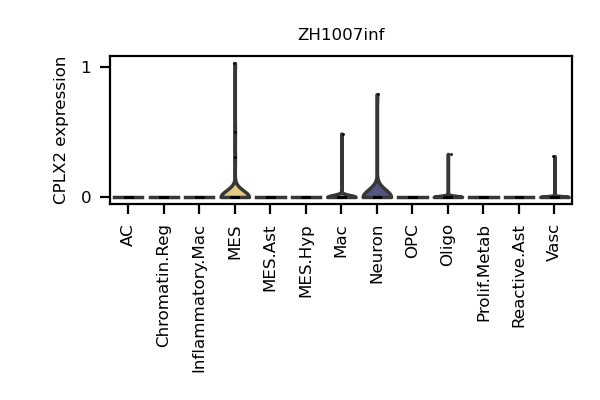 ZH1007inf
CPLX2 expression
1
0
AC
Chromatin.Reg
Inflammatory.Mac
MES
MES.Ast
MES.Hyp
Mac
Neuron
OPC
Oligo
Prolif.Metab
Reactive.Ast
Vasc